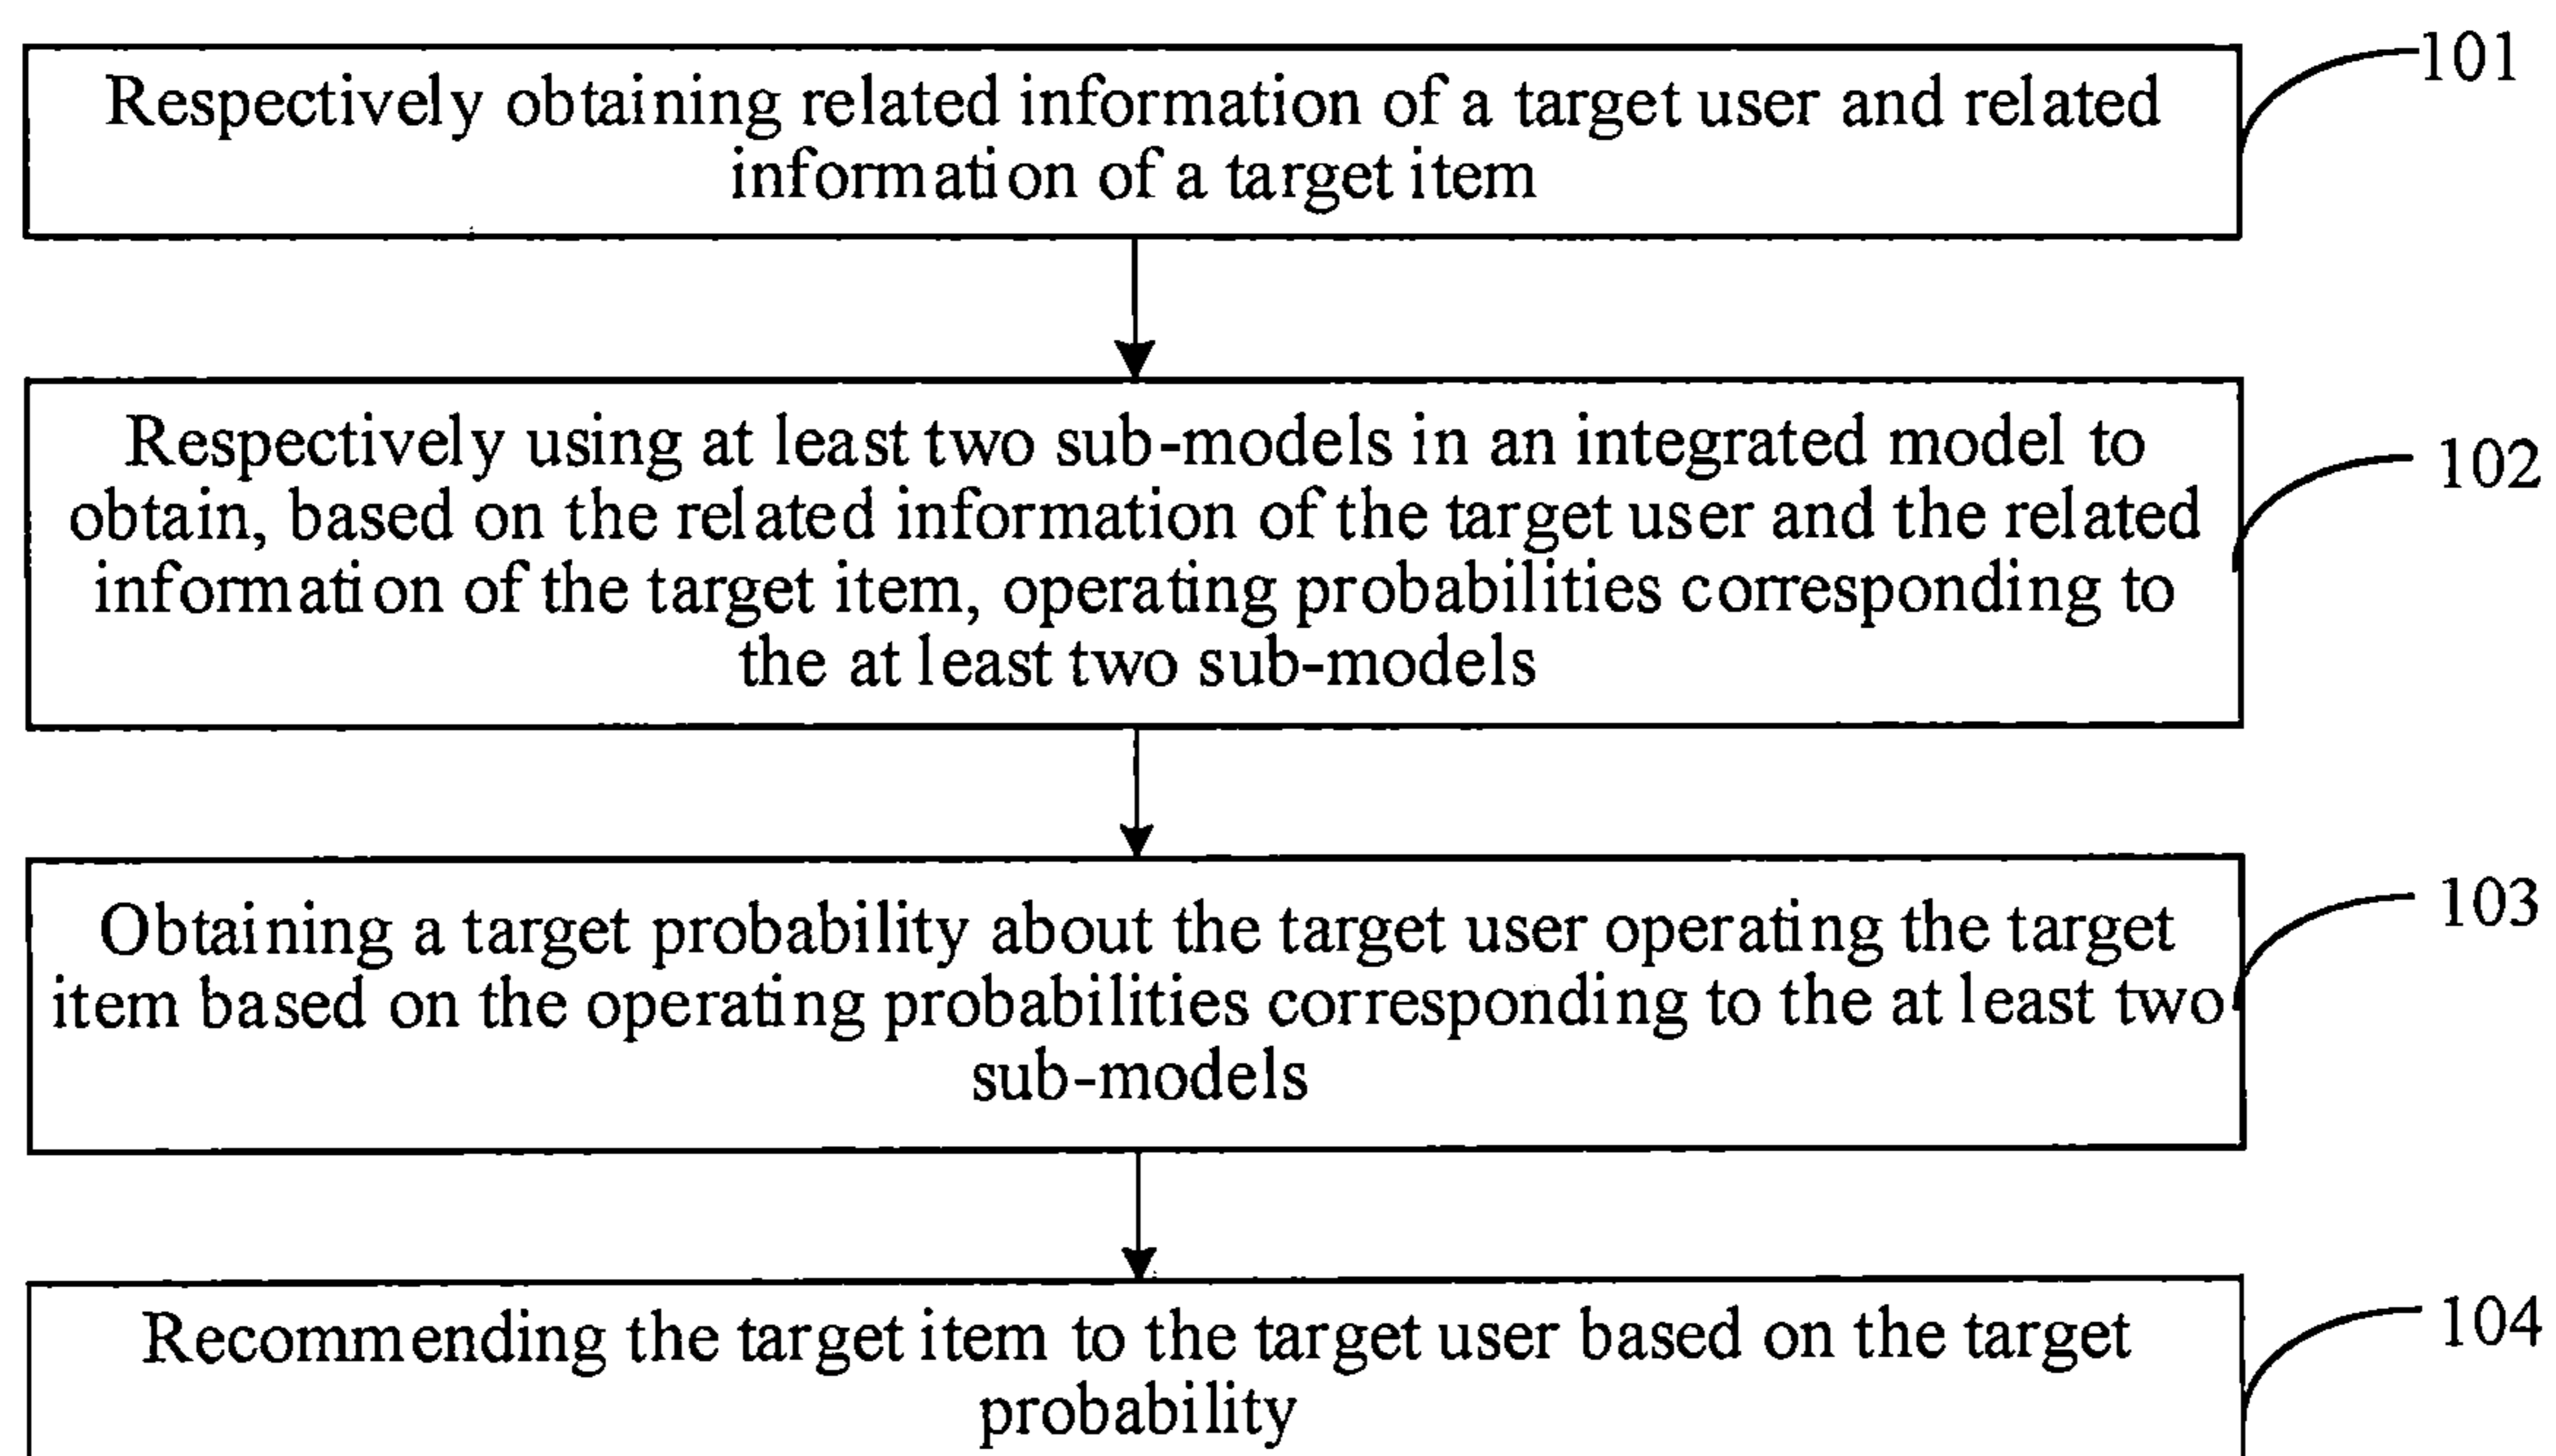 101
Respectively obtaining related information of a target user and related
information of a target item
Respectively using at least two sub-models in an integrated model to
102
obtain, based on the related information of the target user and the related
information of the target item, operating probabilities corresponding to
the at least two sub-models
103
Obtaining a target probability about the target user operating the target
item based on the operating probabilities corresponding to the at least two
sub-models
104
Recommending the target item to the target user based on the target
probability